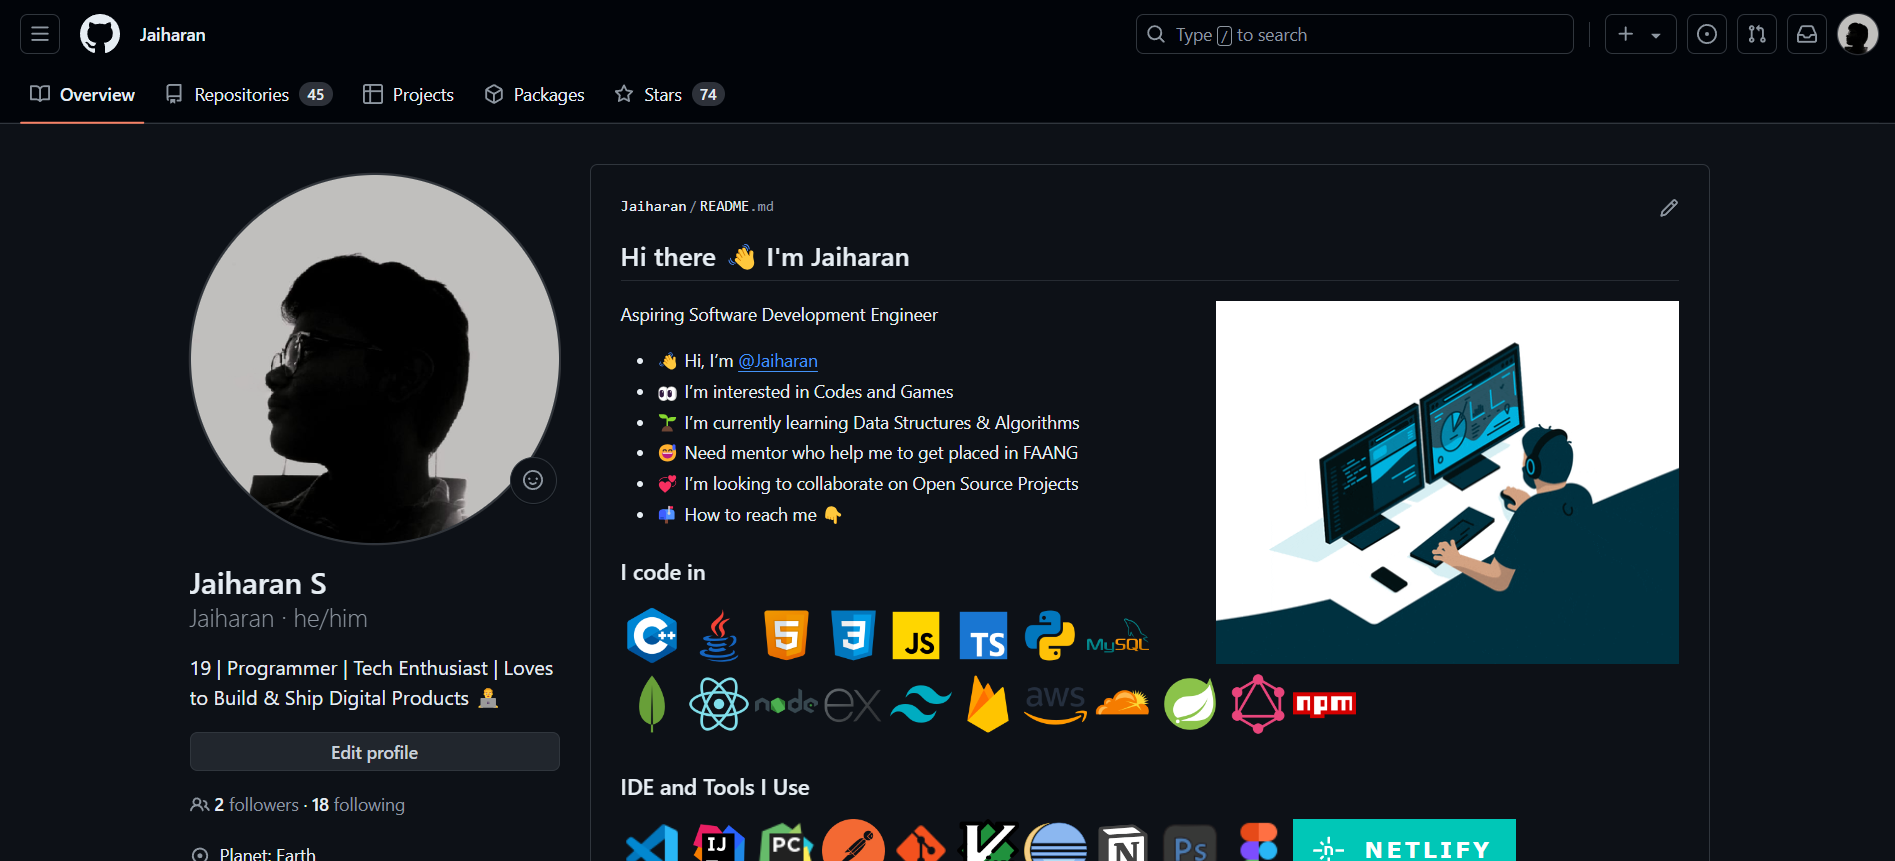 Jaiharan
Type / to search
Overview
Repositories 45
Projects
Packages
Stars 74
Jaiharan S
Jaiharan · he/him
19 | Programmer | Tech Enthusiast | Loves
to Build & Ship Digital Products 👨‍💻
Edit profile
2 followers · 18 following
Planet: Earth
Jaiharan / README.md
Hi there 👋 I'm Jaiharan
Aspiring Software Development Engineer
• 👋 Hi, I’m @Jaiharan
• 👀 I’m interested in Codes and Games
• 🌱 I’m currently learning Data Structures & Algorithms
• 😅 Need mentor who help me to get placed in FAANG
• 💞 I’m looking to collaborate on Open Source Projects
• 📫 How to reach me 👇
I code in
C++ Java 5 3 JS TS MySQL
node ex aws npm
IDE and Tools I Use
IJ PC N Ps NETLIFY